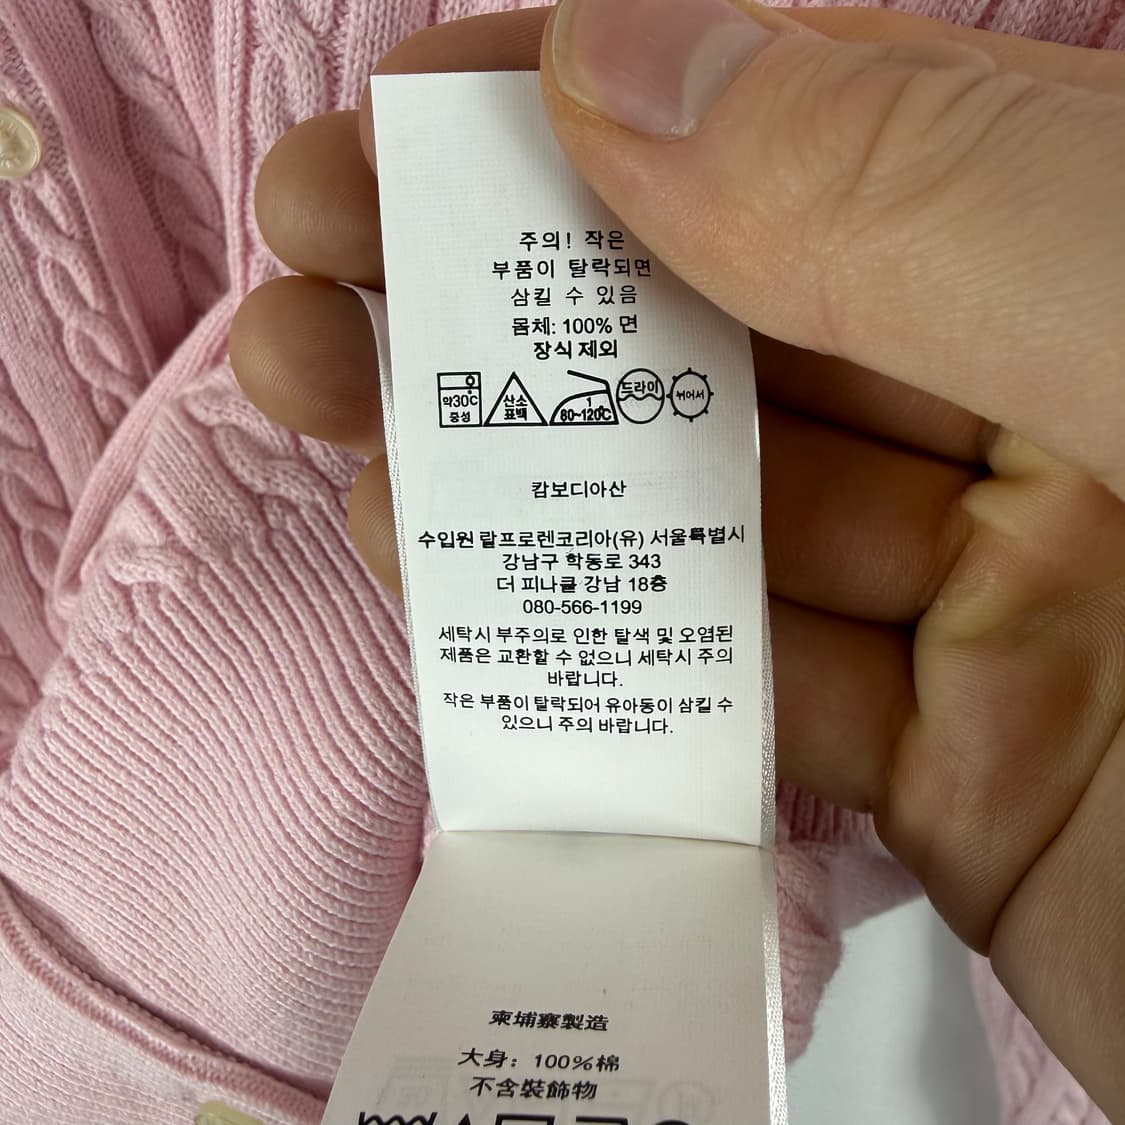 주의! 작은
부품이 탈락되면
삼킬 수 있음
몸체: 100% 면
장식 제외
약30℃
중성
산소
표백
1
80~120℃
드라이
뉘어서
캄보디아산
수입원 랄프로렌코리아(유) 서울특별시
강남구 학동로 343
더 피나클 강남 18층
080-566-1199
세탁시 부주의로 인한 탈색 및 오염된
제품은 교환할 수 없으니 세탁시 주의
바랍니다.
작은 부품이 탈락되어 유아동이 삼킬 수
있으니 주의 바랍니다.
柬埔寨製造
大身: 100%棉
不含裝飾物